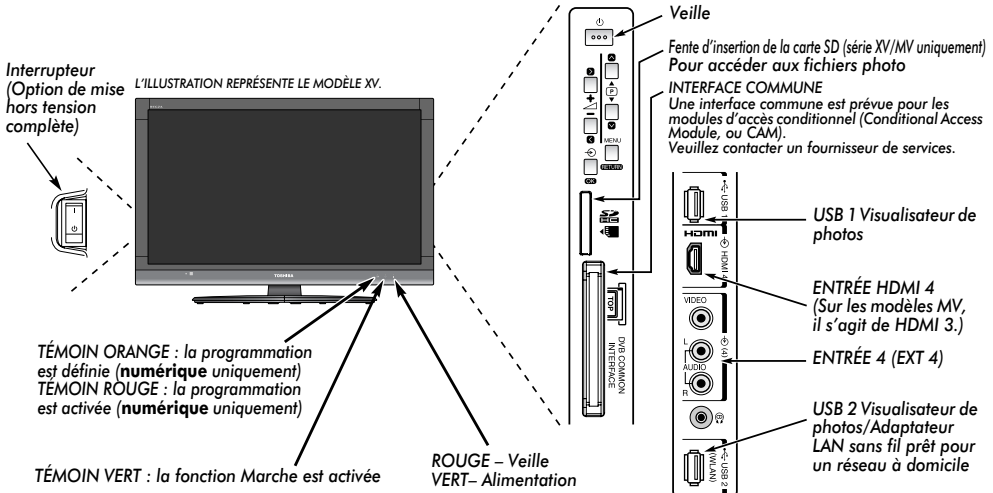 Interrupteur
(Option de mise
hors tension
complète)
L'ILLUSTRATION REPRÉSENTE LE MODÈLE XV.
TOSHIBA
TÉMOIN ORANGE : la programmation
est définie (numérique uniquement)
TÉMOIN ROUGE : la programmation
est activée (numérique uniquement)
TÉMOIN VERT : la fonction Marche est activée
ROUGE – Veille
VERT– Alimentation
P
MENU
RETURN
OK
SD
HC
TOP
DVB COMMON
INTERFACE
Veille
Fente d'insertion de la carte SD (série XV/MV uniquement)
Pour accéder aux fichiers photo
INTERFACE COMMUNE
Une interface commune est prévue pour les
modules d'accès conditionnel (Conditional Access
Module, ou CAM).
Veuillez contacter un fournisseur de services.
USB 1
HDMI
HDMI 4
VIDEO
L
AUDIO
R
(4)
USB 2
(WLAN)
USB 1 Visualiseur de
photos
ENTRÉE HDMI 4
(Sur les modèles MV,
il s'agit de HDMI 3.)
ENTRÉE 4 (EXT 4)
USB 2 Visualisateur de
photos/Adaptateur
LAN sans fil prêt pour
un réseau à domicile